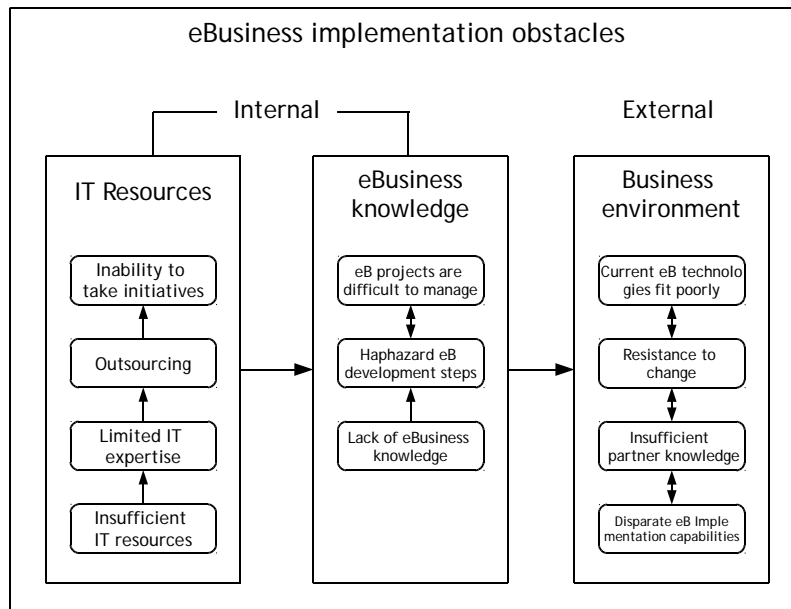 eBusiness implementation obstacles
Internal
External
IT Resources
Inability to
take initiatives
Outsourcing
Limited IT
expertise
Insufficient
IT resources
eBusiness
knowledge
eB projects are
difficult to manage
Haphazard eB
development steps
Lack of eBusiness
knowledge
Business
environment
Current eB technolo
gies fit poorly
Resistance to
change
Insufficient
partner knowledge
Disparate eB Imple
mentation capabilities